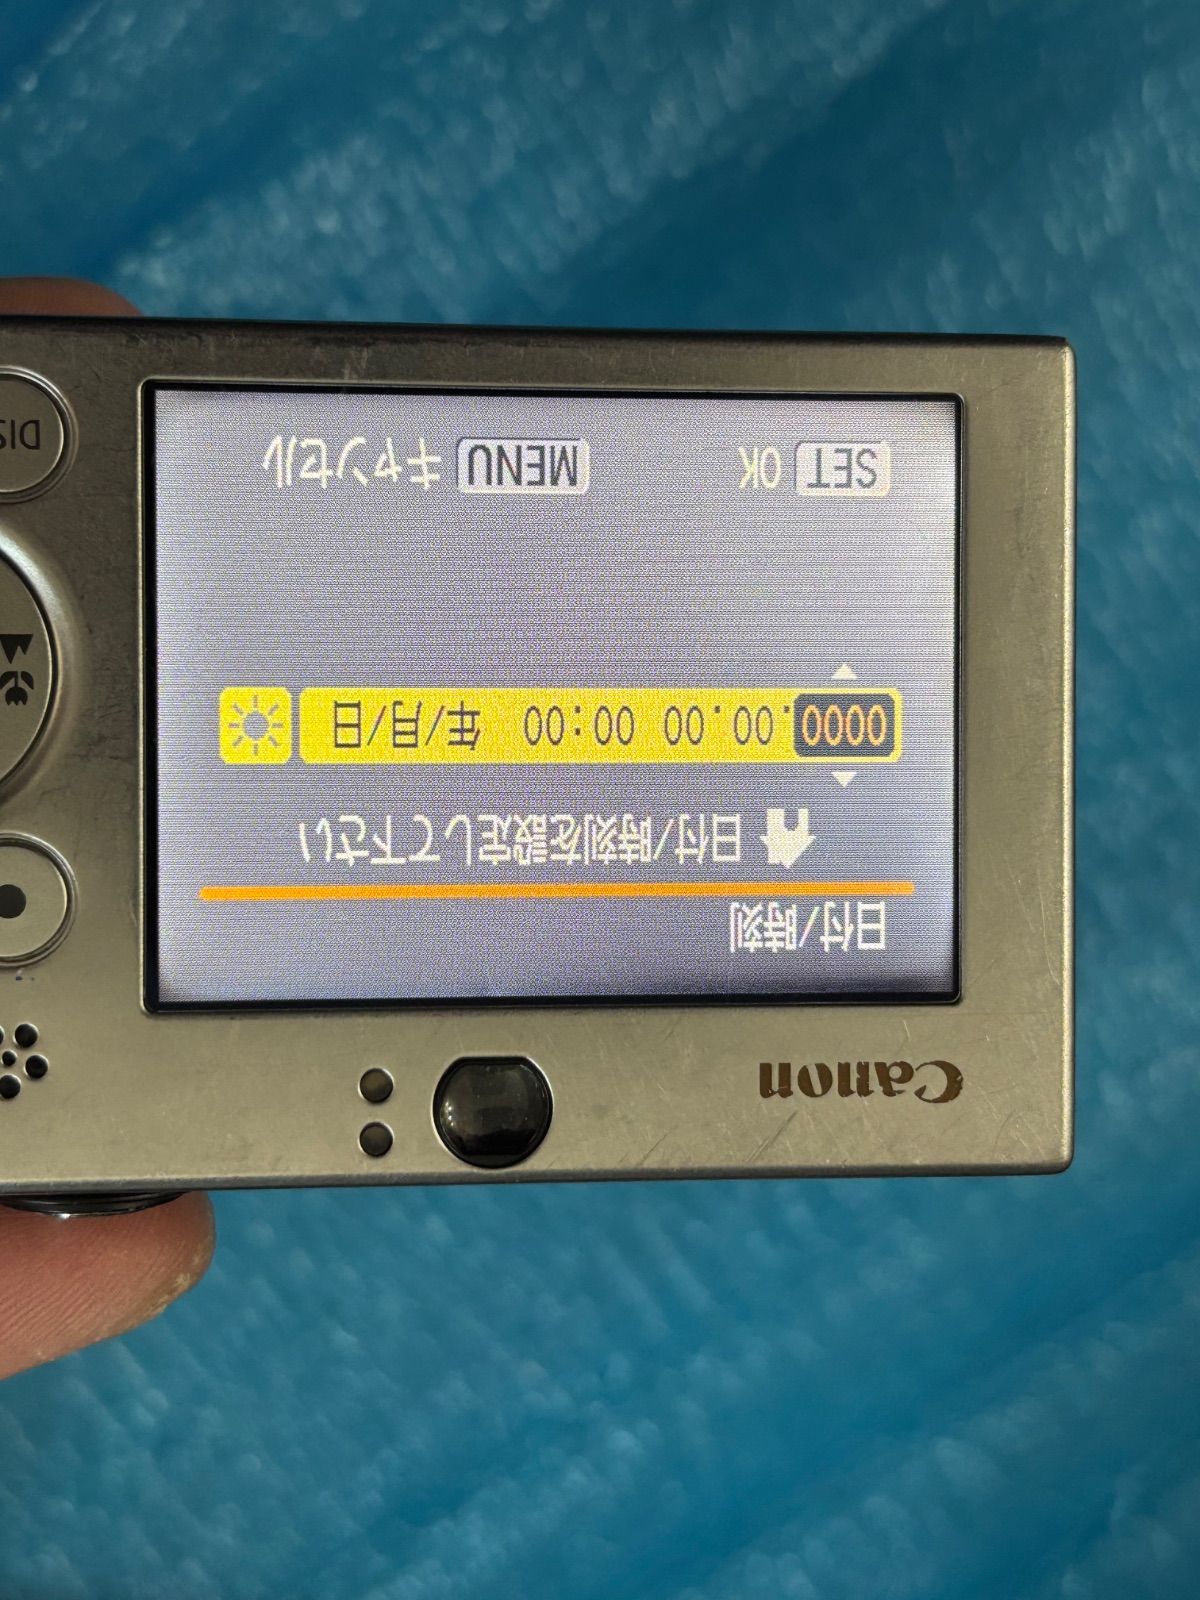 Canon
日付/時刻
日付/時刻を設定して下さい
0000.00.00 00:00 年/月/日
SET OK MENU キャンセル
DIS